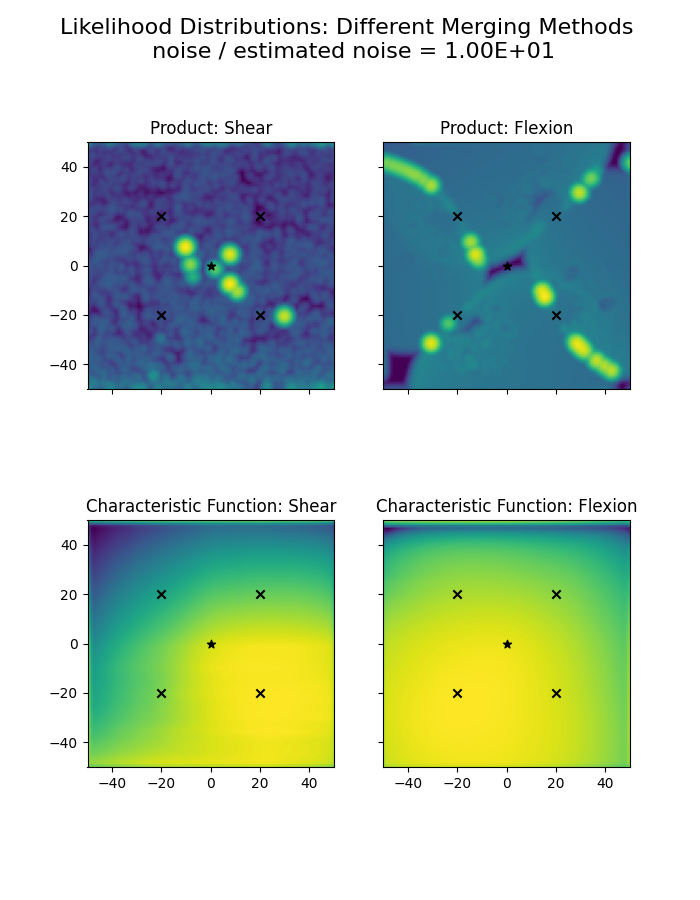 Likelihood Distributions: Different Merging Methods
noise / estimated noise = 1.00E+01
Product: Shear
Product: Flexion
40
20
0
−20
−40
Characteristic Function: Shear
Characteristic Function: Flexion
40
20
0
−20
−40
−40 −20 0 20 40
−40 −20 0 20 40